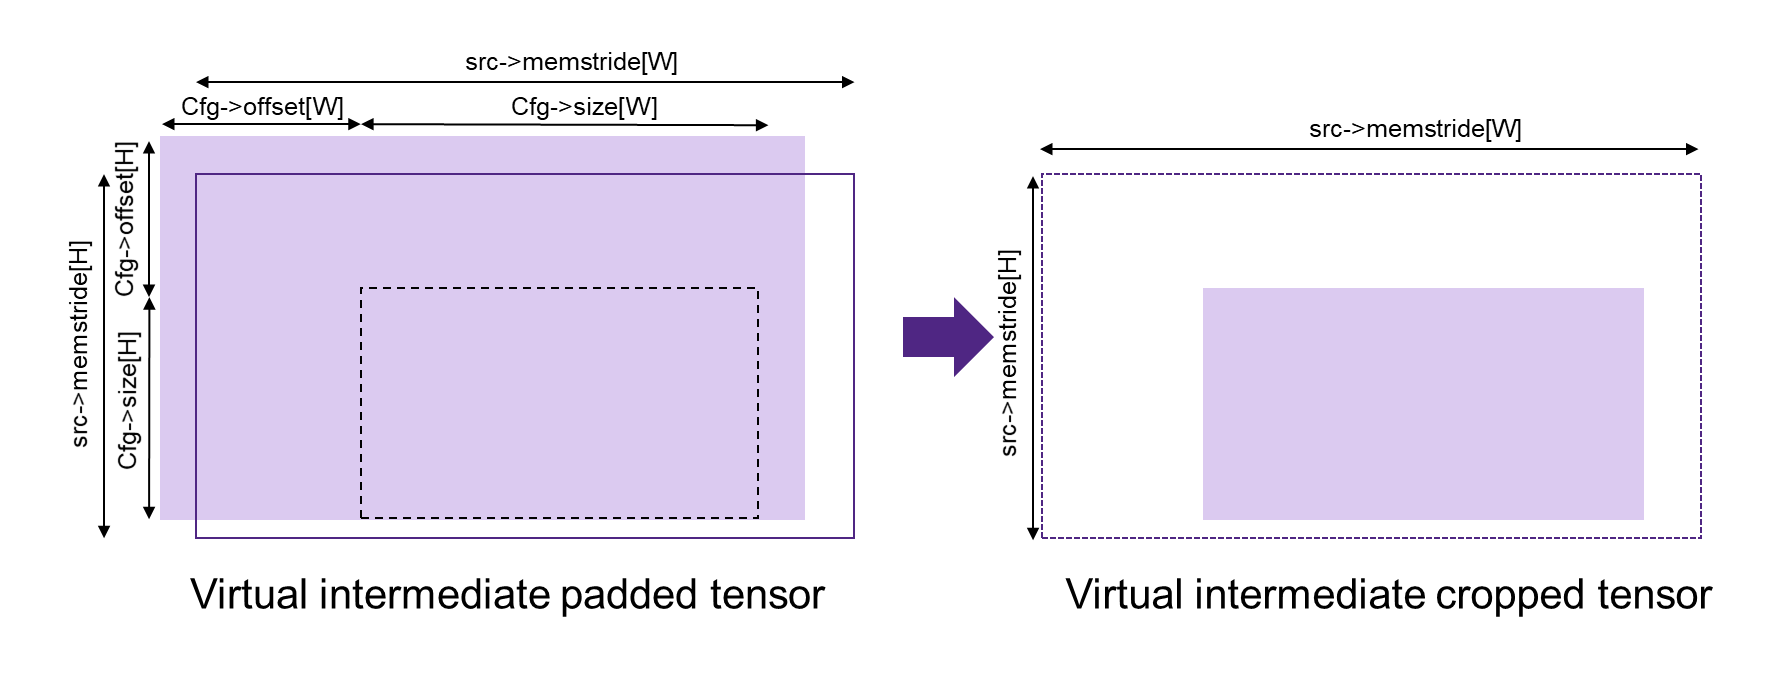 src->memstride[W]
Cfg->offset[W]
Cfg->size[W]
src->memstride[H]
Cfg->offset[H]
Cfg->size[H]
Virtual intermediate padded tensor
src->memstride[W]
src->memstride[H]
Virtual intermediate cropped tensor